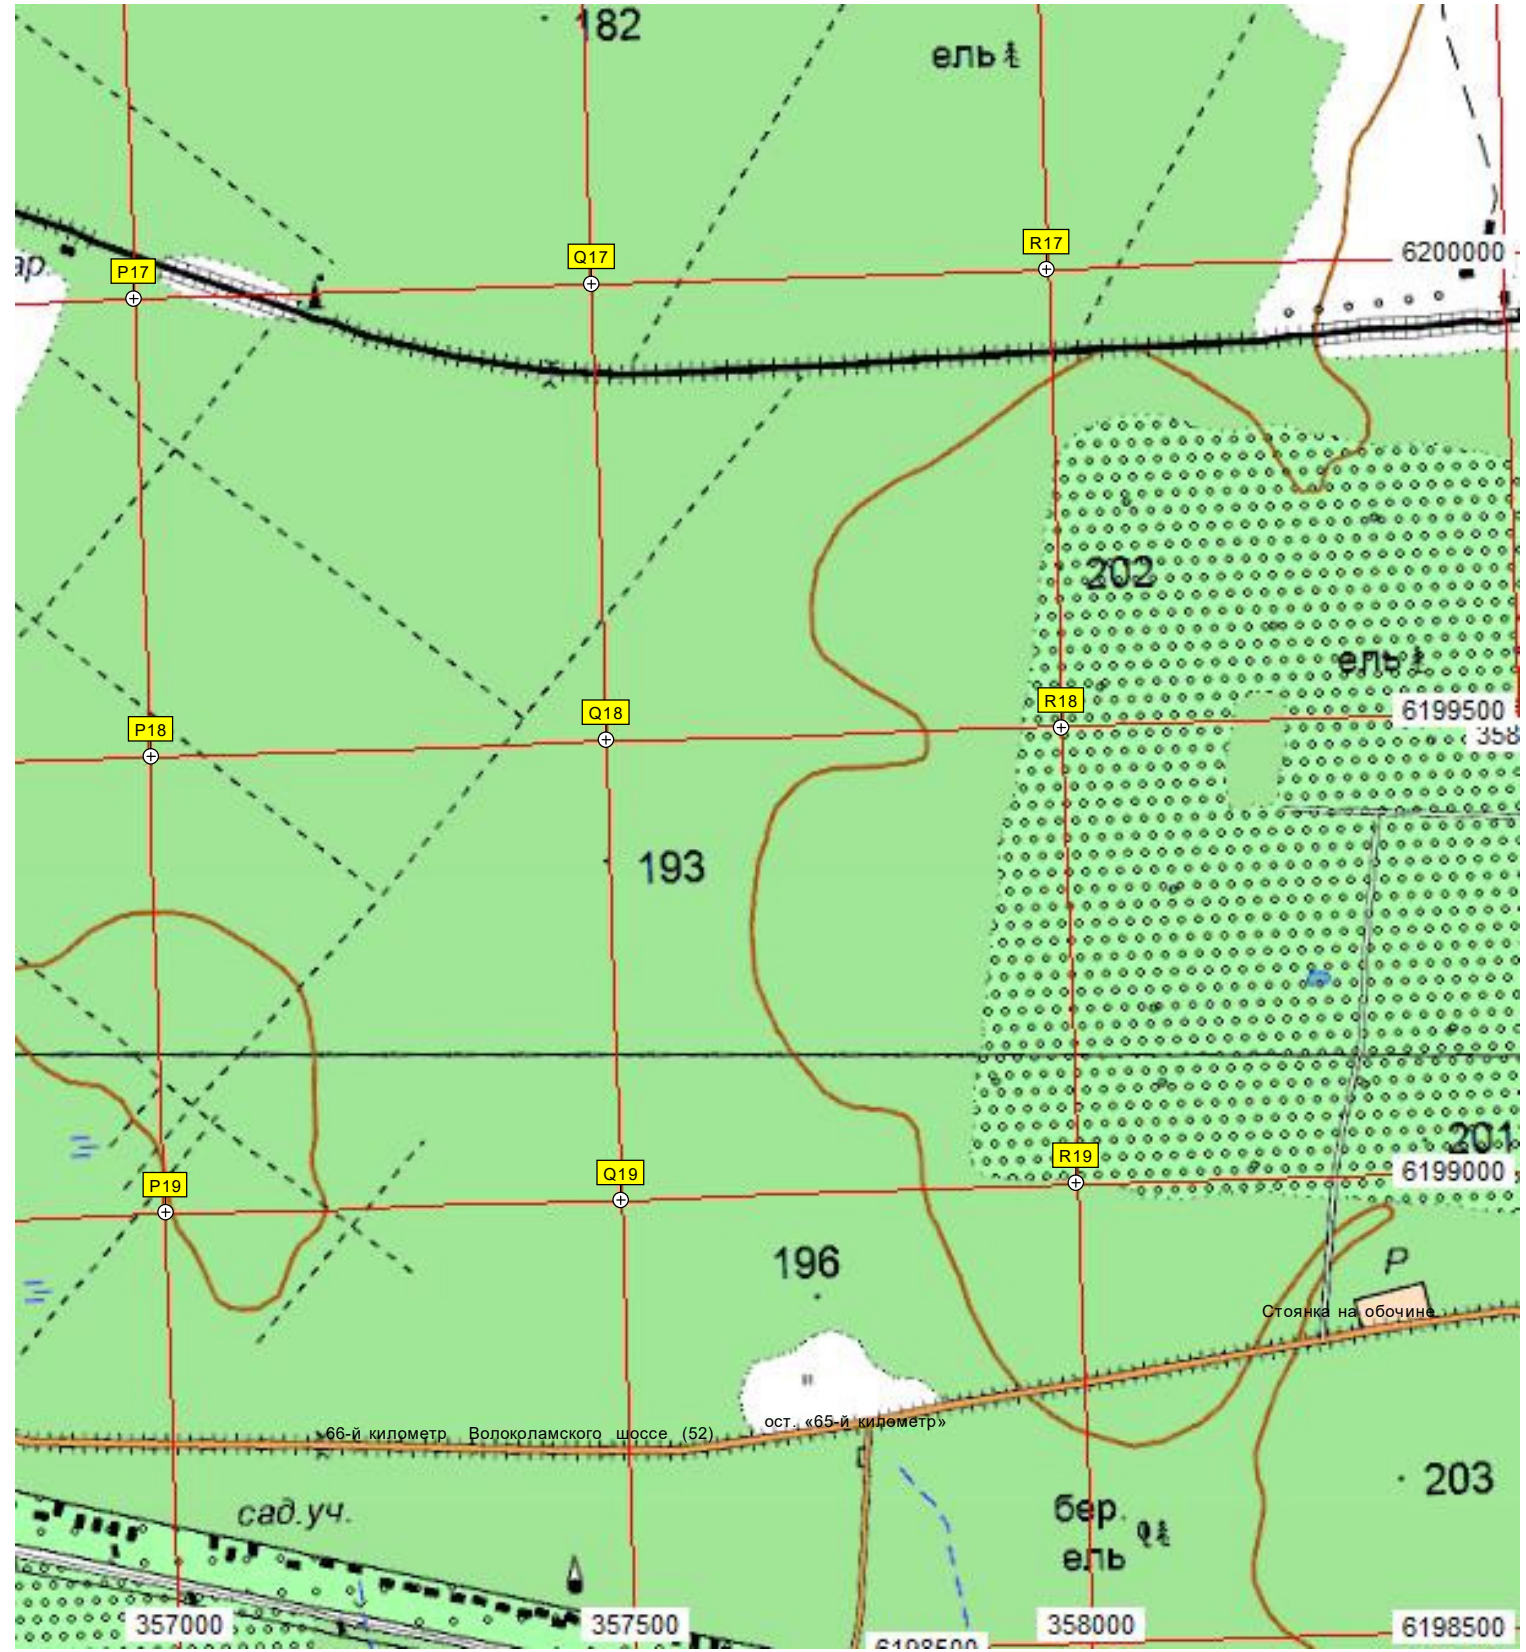 182
ель
R17
6200000
Q17
P17
202
ель
R18
6199500
358
Q18
P18
193
201
R19
6199000
Q19
P19
196
P
Стоянка на обочине
ост. «65-й километр»
66-й километр Волоколамского шоссе (52)
203
сад.уч.
бер.
ель
357000
357500
358000
6198500
6198500